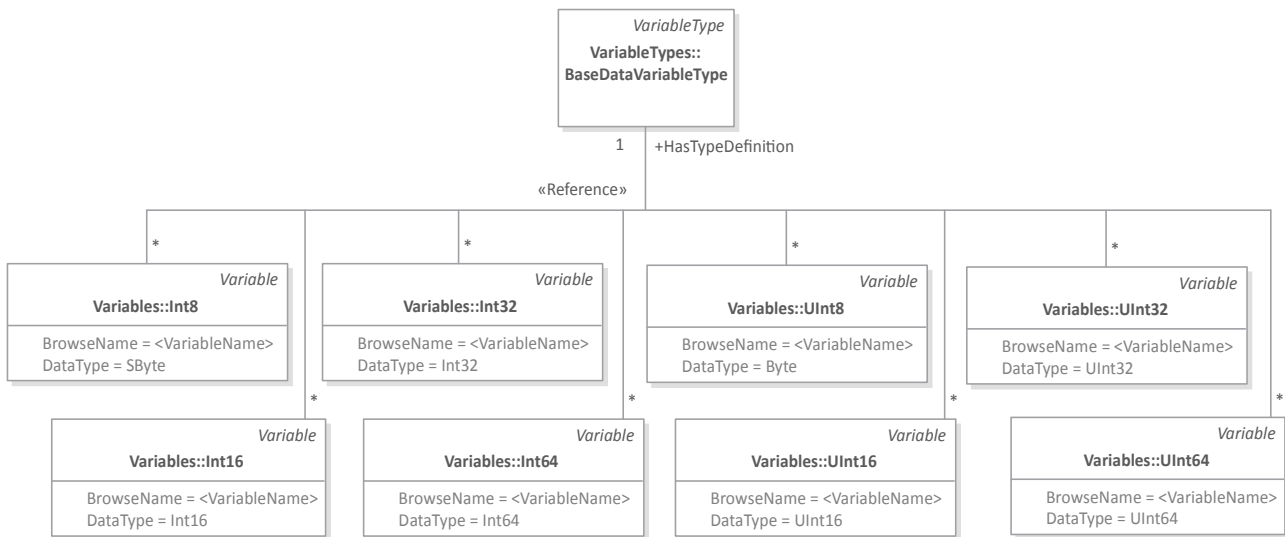 VariableType
VariableTypes::
BaseDataVariableType
1
+HasTypeDefinition
«Reference»
*
*
*
*
Variable
Variables::Int8
BrowseName = <VariableName>
DataType = SByte
Variable
Variables::Int32
BrowseName = <VariableName>
DataType = Int32
Variable
Variables::UInt8
BrowseName = <VariableName>
DataType = Byte
Variable
Variables::UInt32
BrowseName = <VariableName>
DataType = UInt32
*
*
*
*
Variable
Variables::Int16
BrowseName = <VariableName>
DataType = Int16
Variable
Variables::Int64
BrowseName = <VariableName>
DataType = Int64
Variable
Variables::UInt16
BrowseName = <VariableName>
DataType = UInt16
Variable
Variables::UInt64
BrowseName = <VariableName>
DataType = UInt64